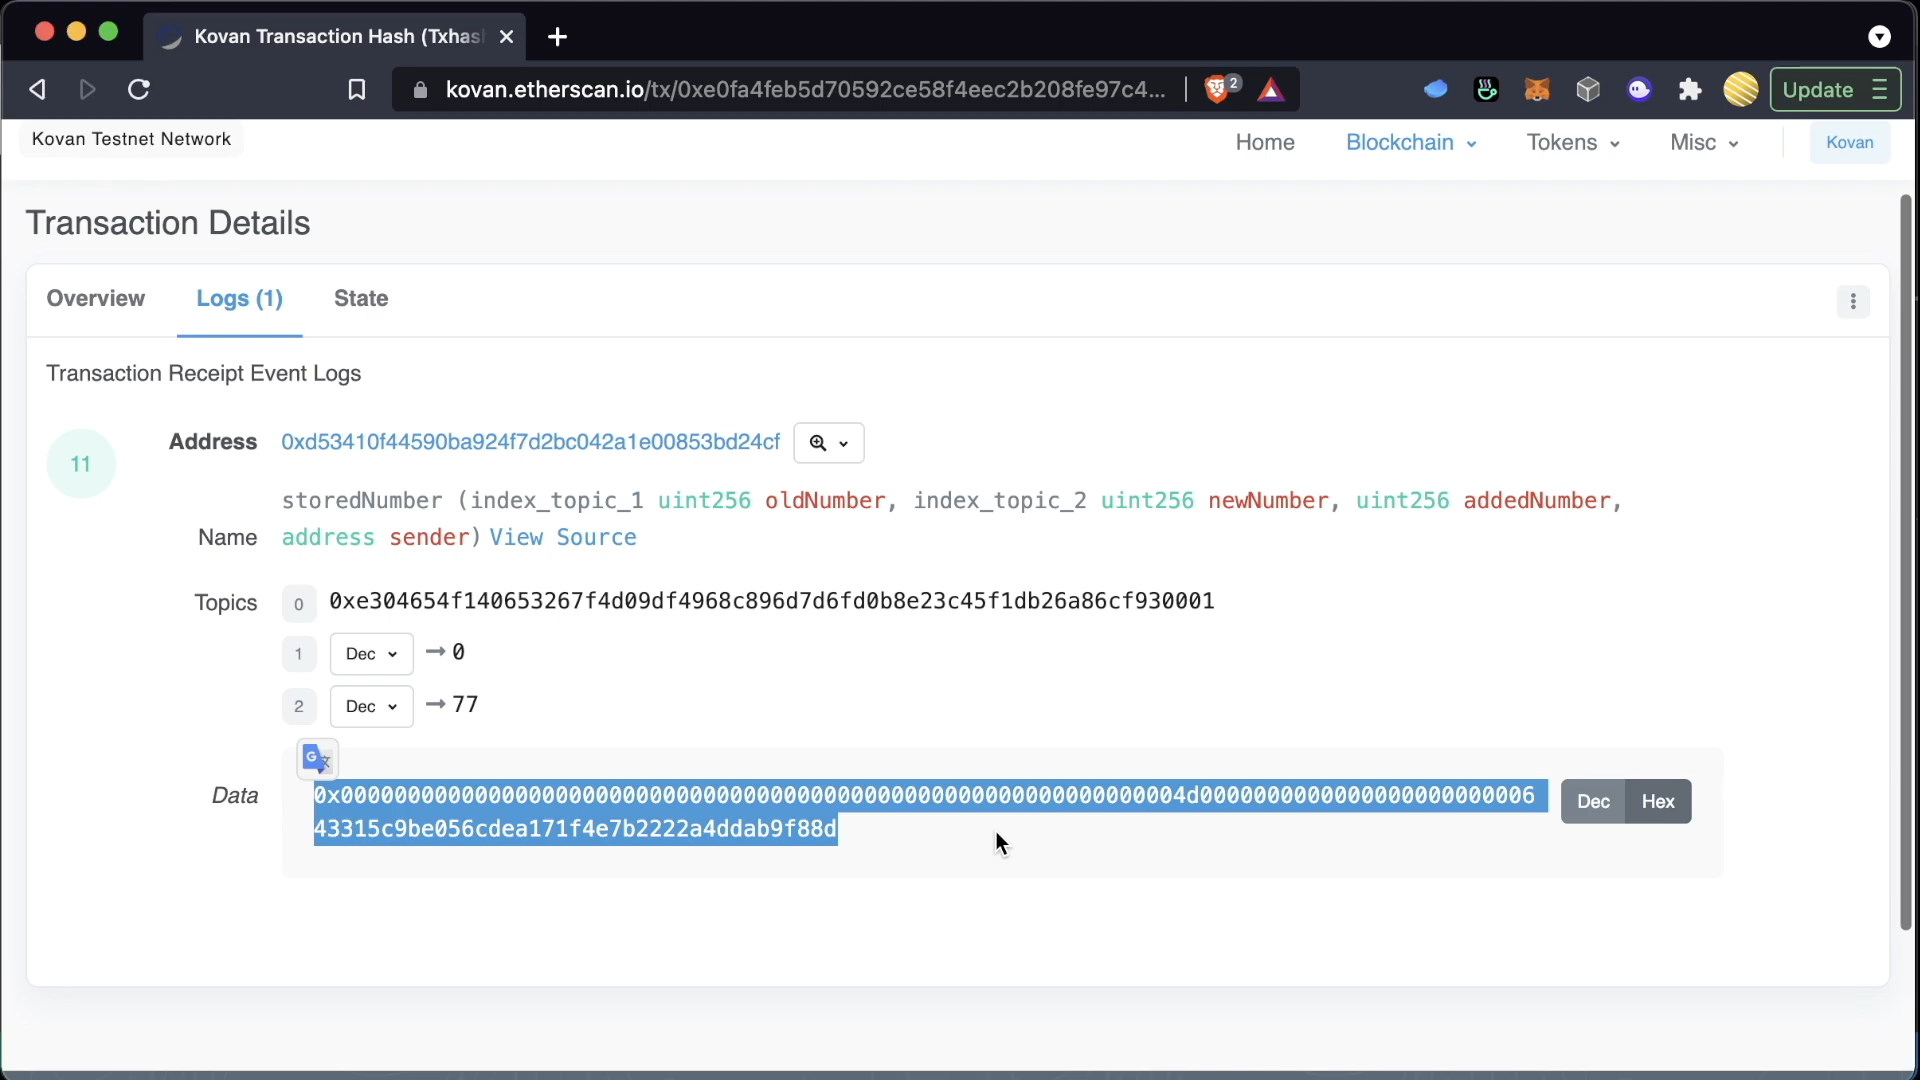 Kovan Transaction Hash (Txhas
kovan.etherscan.io/tx/0xe0fa4feb5d70592ce58f4eec2b208fe97c4...
2
Update
Kovan Testnet Network
Home
Blockchain
Tokens
Misc
Kovan
Transaction Details
Overview
Logs (1)
State
Transaction Receipt Event Logs
11
Address 0xd53410f44590ba924f7d2bc042a1e00853bd24cf
storedNumber (index_topic_1 uint256 oldNumber, index_topic_2 uint256 newNumber, uint256 addedNumber,
Name address sender) View Source
Topics 0 0xe304654f140653267f4d09df4968c896d7d6fd0b8e23c45f1db26a86cf930001
1 Dec → 0
2 Dec → 77
Data 0x000000000000000000000000000000000000000000000000000000000000004d0000000000000000000000006
43315c9be056cdea171f4e7b2222a4ddab9f88d
Dec Hex